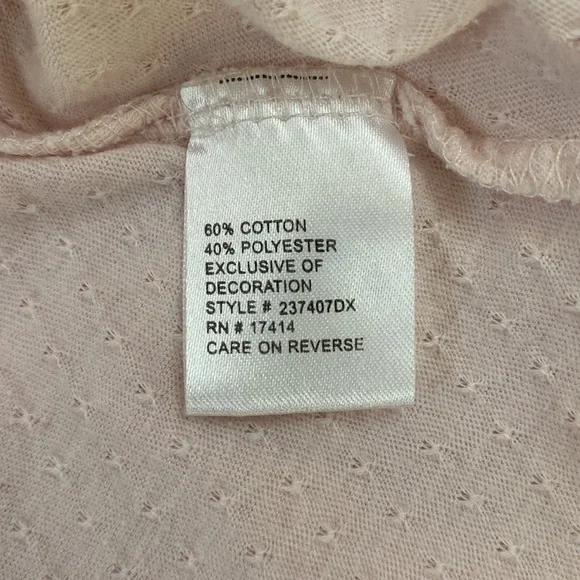 60% COTTON
40% POLYESTER
EXCLUSIVE OF
DECORATION
STYLE # 237407DX
RN # 17414
CARE ON REVERSE